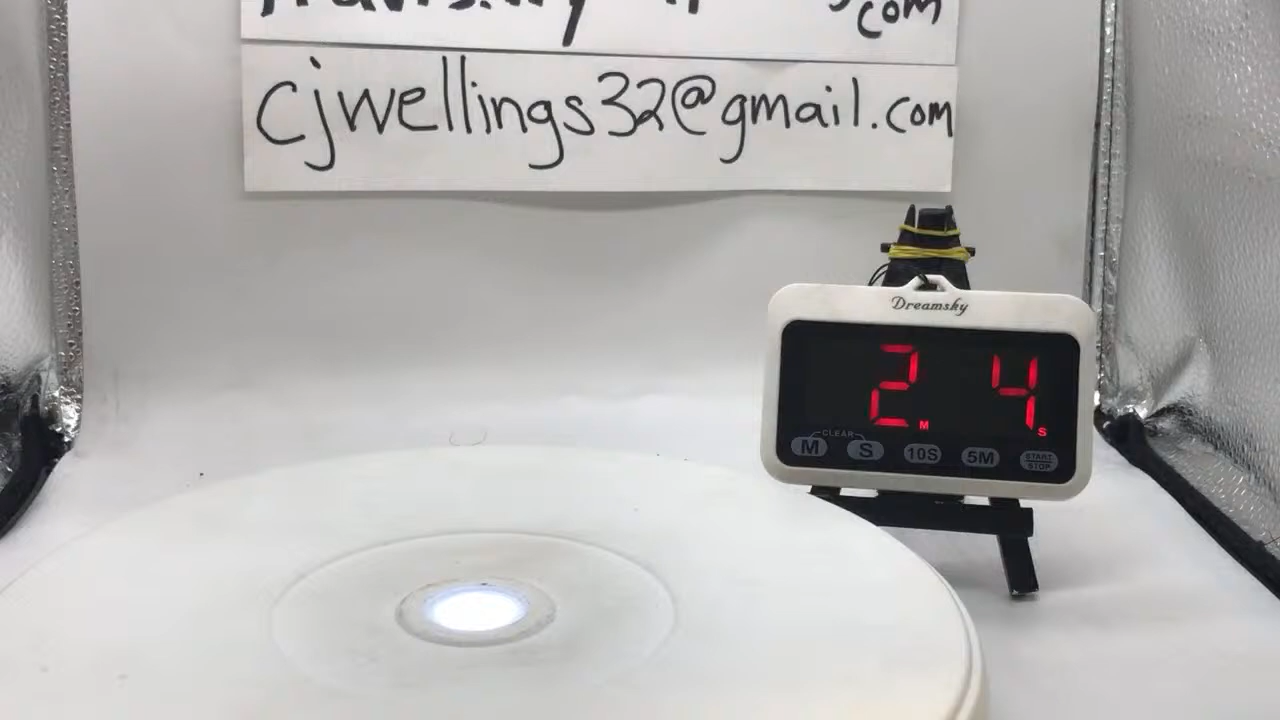 com
cjwellings32@gmail.com
Dreamsky
2 M 4 S
CLEAR
M S 10S 5M START STOP